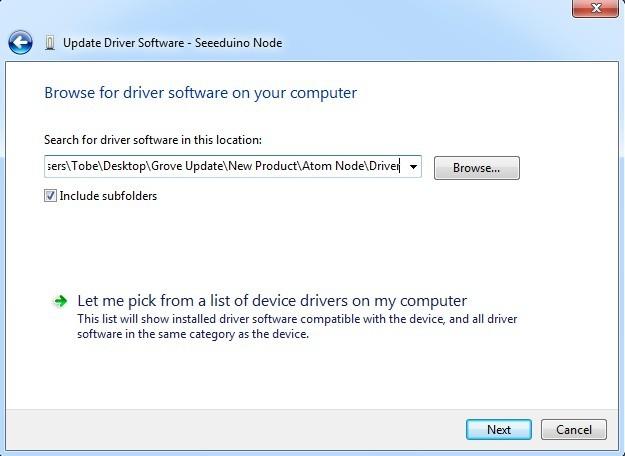 Update Driver Software - Seeeduino Node
Browse for driver software on your computer
Search for driver software in this location:
sers\Tobe\Desktop\Grove Update\New Product\Atom Node\Driver
Browse...
Include subfolders
Let me pick from a list of device drivers on my computer
This list will show installed driver software compatible with the device, and all driver
software in the same category as the device.
Next
Cancel